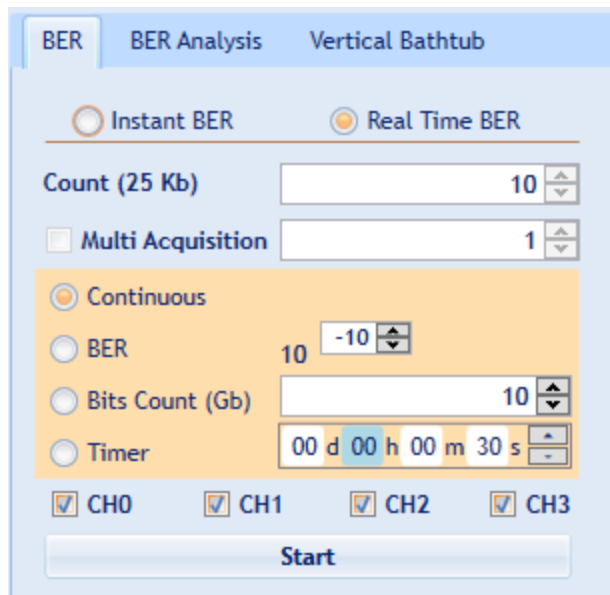 BER BER Analysis Vertical Bathtub
Instant BER Real Time BER
Count (25 Kb) 10
Multi Acquisition 1
Continuous
BER 10 -10
Bits Count (Gb) 10
Timer 00 d 00 h 00 m 30 s
CH0 CH1 CH2 CH3
Start